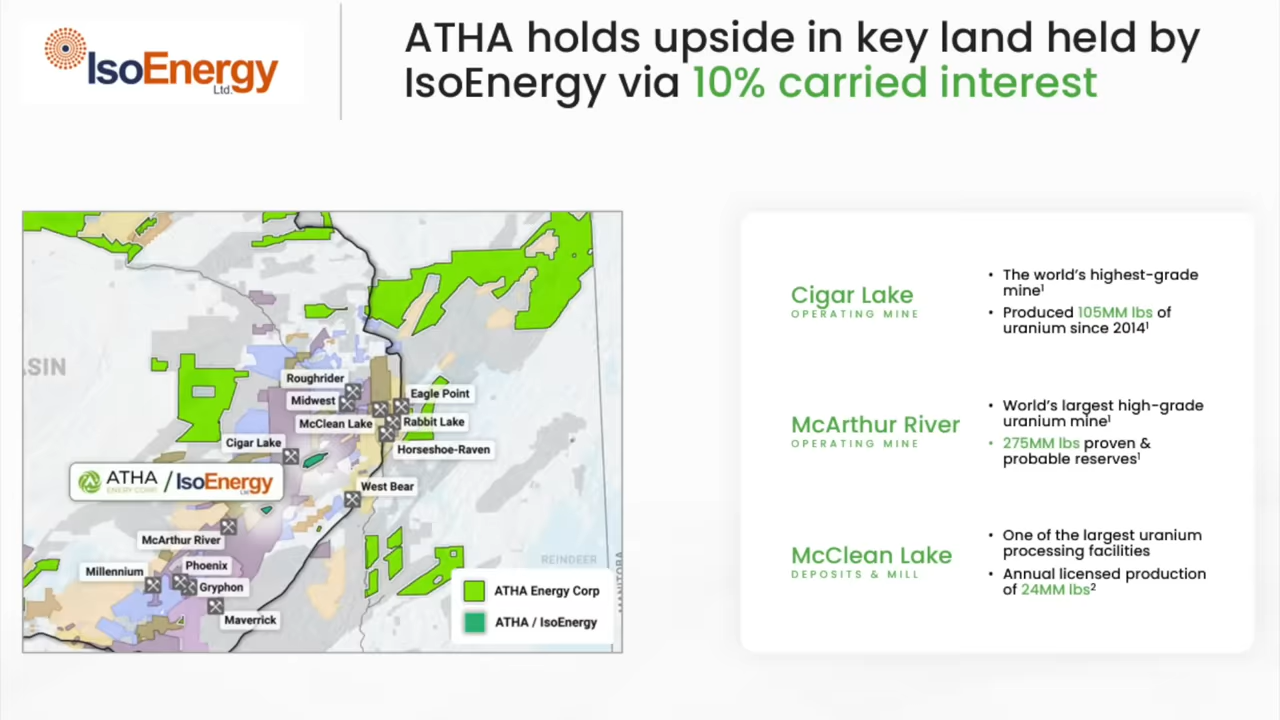 IsoEnergy
Ltd.
ATHA holds upside in key land held by
IsoEnergy via 10% carried interest
SIN
Roughrider
Midwest
Eagle Point
McClean Lake
Rabbit Lake
Cigar Lake
Horseshoe-Raven
ATHA / IsoEnergy
ENERGY CORP
West Bear
McArthur River
Phoenix
Millennium
Gryphon
Maverrick
REINDEER
MANITOBA
ATHA Energy Corp
ATHA / IsoEnergy
Cigar Lake
OPERATING MINE
• The world's highest-grade
mine¹
• Produced 105MM lbs of
uranium since 2014¹
McArthur River
OPERATING MINE
• World's largest high-grade
uranium mine¹
• 275MM lbs proven &
probable reserves¹
McClean Lake
DEPOSITS & MILL
• One of the largest uranium
processing facilities
• Annual licensed production
of 24MM lbs²